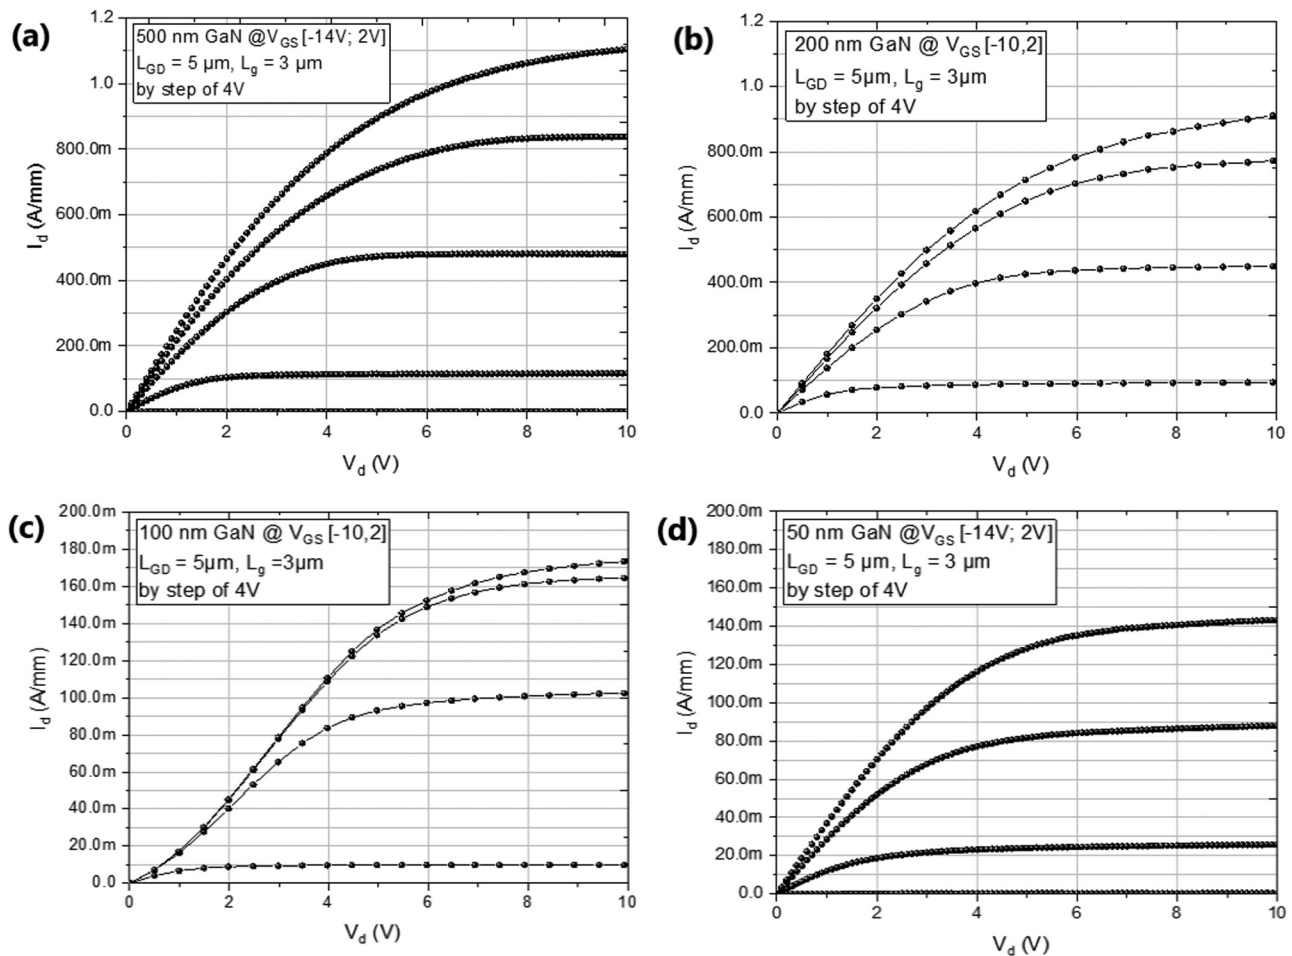 (a)
500 nm GaN @V_GS [-14V; 2V]
L_GD = 5 µm, L_g = 3 µm
by step of 4V
1.2
1.0
800.0m
600.0m
400.0m
200.0m
0.0
I_d (A/mm)
0 2 4 6 8 10
V_d (V)
(b)
200 nm GaN @ V_GS [-10,2]
L_GD = 5µm, L_g = 3µm
by step of 4V
1.2
1.0
800.0m
600.0m
400.0m
200.0m
0.0
I_d (A/mm)
0 2 4 6 8 10
V_d (V)
(c)
100 nm GaN @ V_GS [-10,2]
L_GD = 5µm, L_g =3µm
by step of 4V
200.0m
180.0m
160.0m
140.0m
120.0m
100.0m
80.0m
60.0m
40.0m
20.0m
0.0
I_d (A/mm)
0 2 4 6 8 10
V_d (V)
(d)
50 nm GaN @V_GS [-14V; 2V]
L_GD = 5 µm, L_g = 3 µm
by step of 4V
200.0m
180.0m
160.0m
140.0m
120.0m
100.0m
80.0m
60.0m
40.0m
20.0m
0.0
I_d (A/mm)
0 2 4 6 8 10
V_d (V)